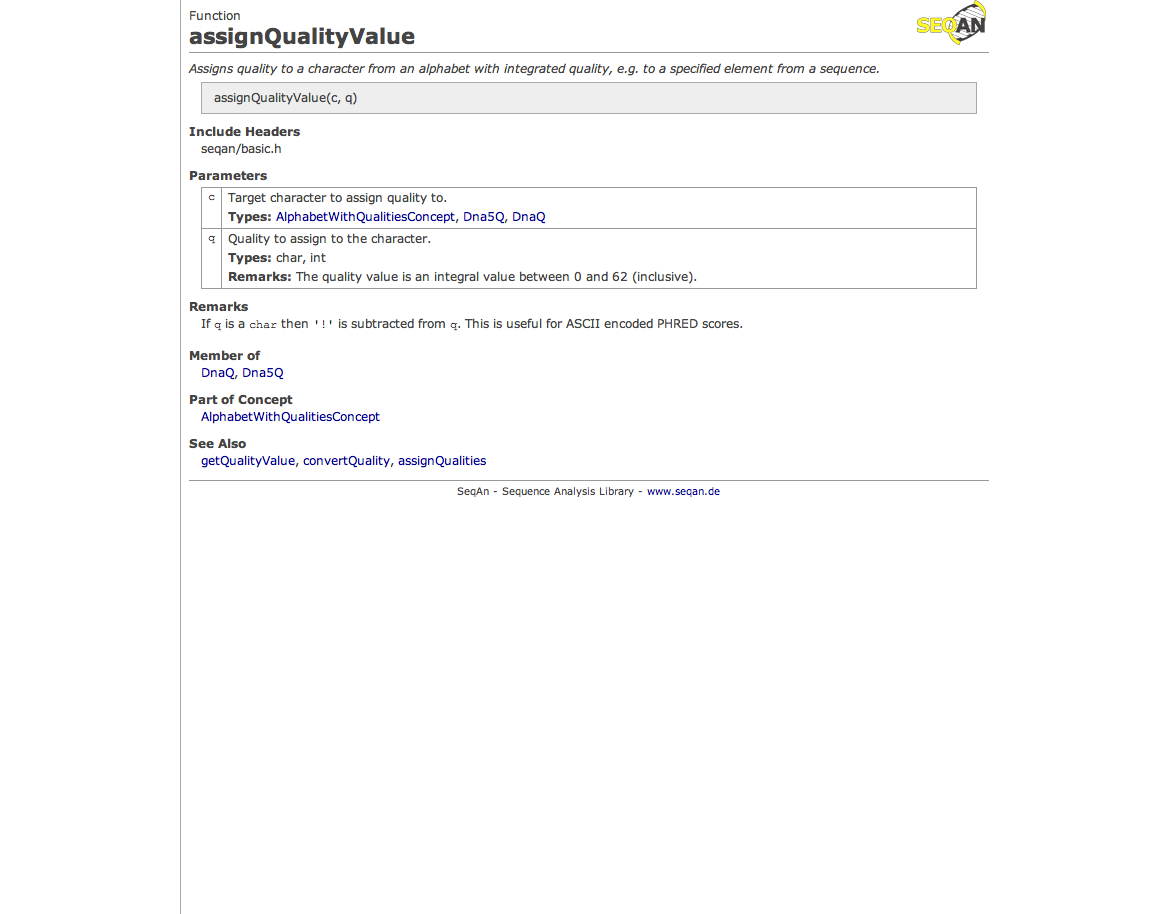 Function
SEQAN
assignQualityValue
Assigns quality to a character from an alphabet with integrated quality, e.g. to a specified element from a sequence.
assignQualityValue(c, q)
Include Headers
seqan/basic.h
Parameters
c Target character to assign quality to.
Types: AlphabetWithQualitiesConcept, Dna5Q, DnaQ
q Quality to assign to the character.
Types: char, int
Remarks: The quality value is an integral value between 0 and 62 (inclusive).
Remarks
If q is a char then '!' is subtracted from q. This is useful for ASCII encoded PHRED scores.
Member of
DnaQ, Dna5Q
Part of Concept
AlphabetWithQualitiesConcept
See Also
getQualityValue, convertQuality, assignQualities
SeqAn - Sequence Analysis Library - www.seqan.de